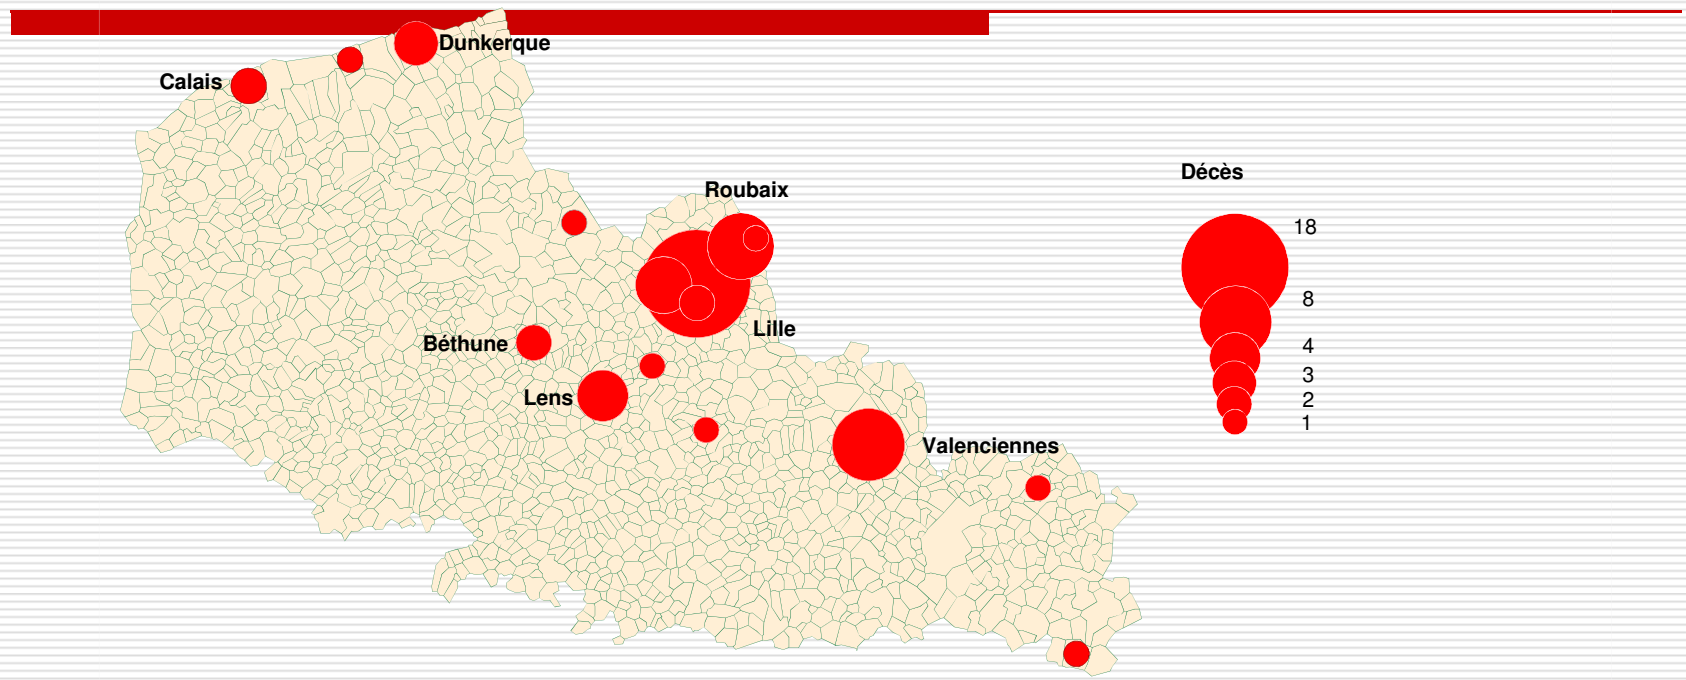 Dunkerque
Calais
Décès
Roubaix
18
8
Lille
Béthune
4
3
Lens
2
1
Valenciennes